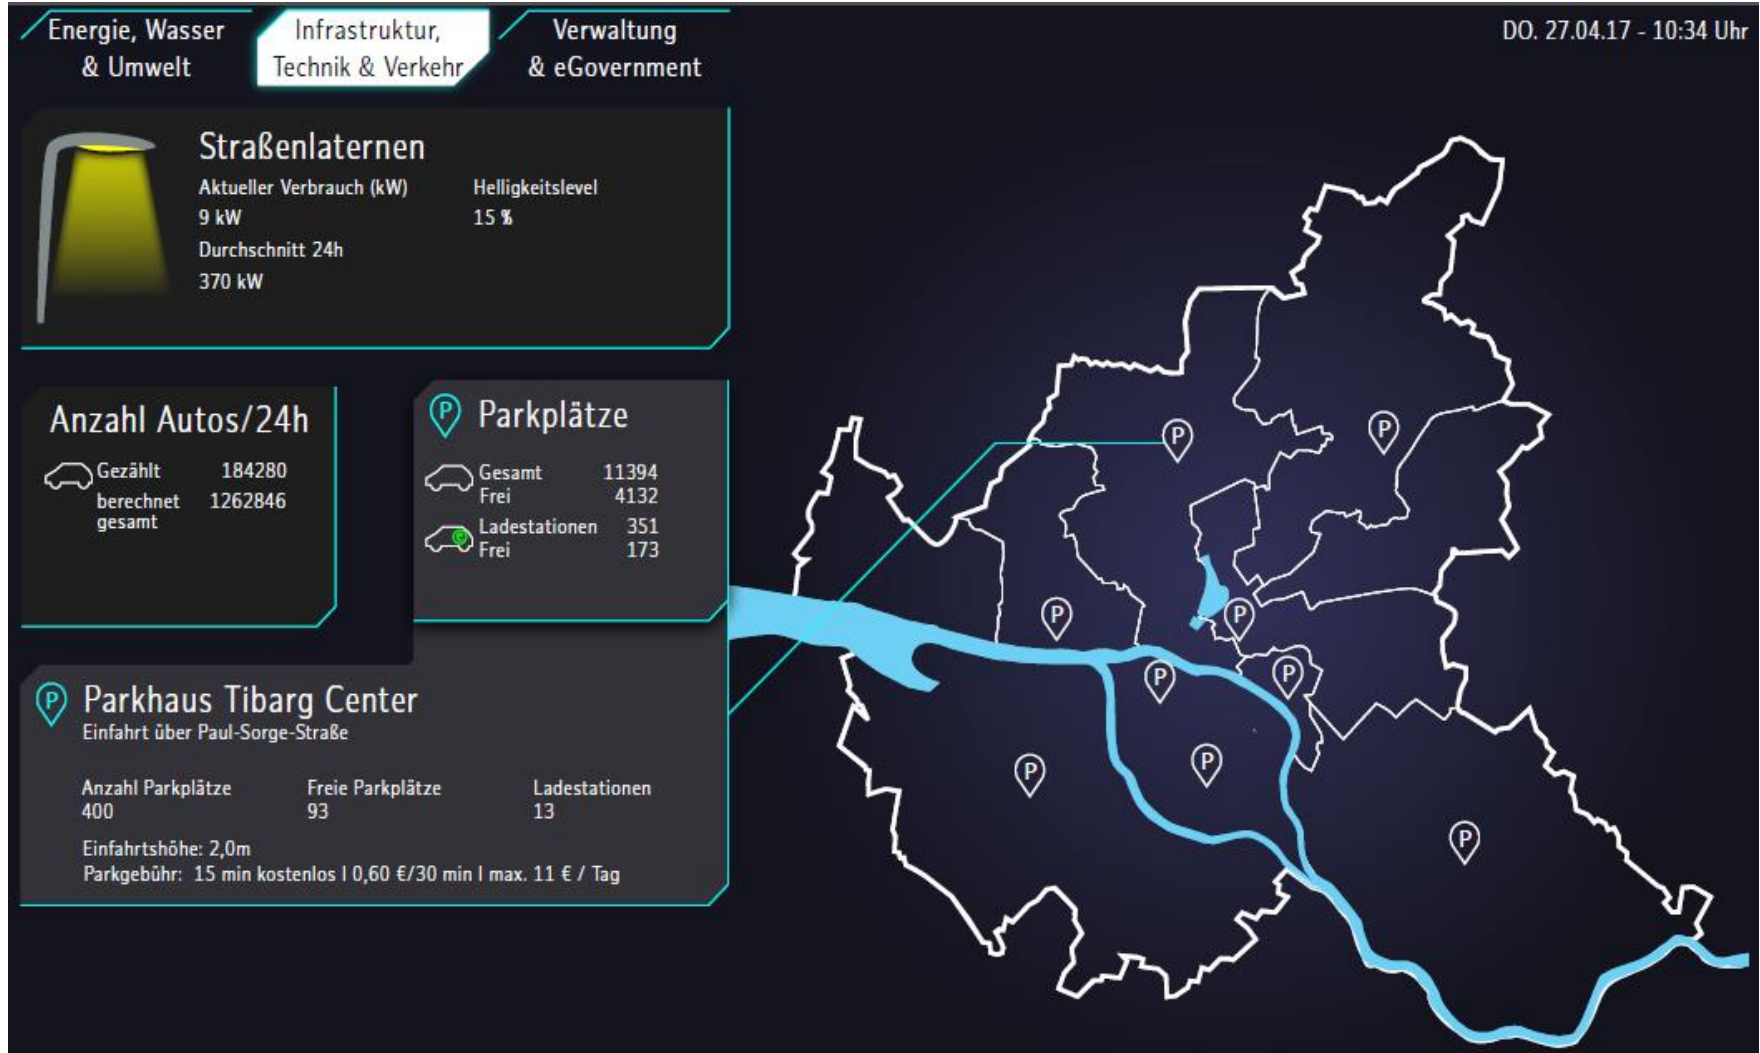 Energie, Wasser
& Umwelt
Infrastruktur,
Technik & Verkehr
Verwaltung
& eGovernment
DO. 27.04.17 - 10:34 Uhr
Straßenlaternen
Aktueller Verbrauch (kW) Helligkeitslevel
9 kW 15 %
Durchschnitt 24h
370 kW
Anzahl Autos/24h
Gezählt 184280
berechnet 1262846
gesamt
P Parkplätze
Gesamt 11394
Frei 4132
Ladestationen 351
Frei 173
P Parkhaus Tibarg Center
Einfahrt über Paul-Sorge-Straße
Anzahl Parkplätze Freie Parkplätze Ladestationen
400 93 13
Einfahrtshöhe: 2,0m
Parkgebühr: 15 min kostenlos I 0,60 €/30 min I max. 11 € / Tag
P
P
P
P
P
P
P
P
P